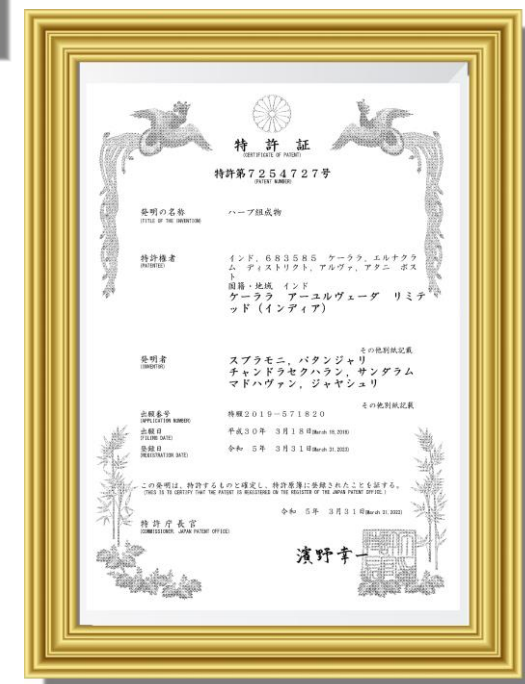 特許証
(CERTIFICATE OF PATENT)
特許第7254727号
(PATENT NUMBER)
発明の名称
(TITLE OF THE INVENTION)
ハーブ組成物
特許権者
(PATENTEE)
インド,683585 ケーララ,エルナクラ
ム ディストリクト,アルヴァ,アタニ ポス
ト
国籍・地域 インド
ケーララ アーユルヴェーダ リミテ
ッド(インディア)
その他別紙記載
発明者
(INVENTOR)
スブラモニ,パタンジャリ
チャンドラセクハラン,サンダラム
マドハヴァン,ジャヤシュリ
その他別紙記載
出願番号
(APPLICATION NUMBER)
特願2019-571820
出願日
(FILING DATE)
平成30年 3月18日(March 18,2018)
登録日
(REGISTRATION DATE)
令和 5年 3月31日(March 31,2023)
この発明は,特許するものと確定し,特許原簿に登録されたことを証する。
(THIS IS TO CERTIFY THAT THE PATENT IS REGISTERED ON THE REGISTER OF THE JAPAN PATENT OFFICE.)
令和 5年 3月31日(March 31,2023)
特許庁長官
(COMMISSIONER, JAPAN PATENT OFFICE)
濱野幸一